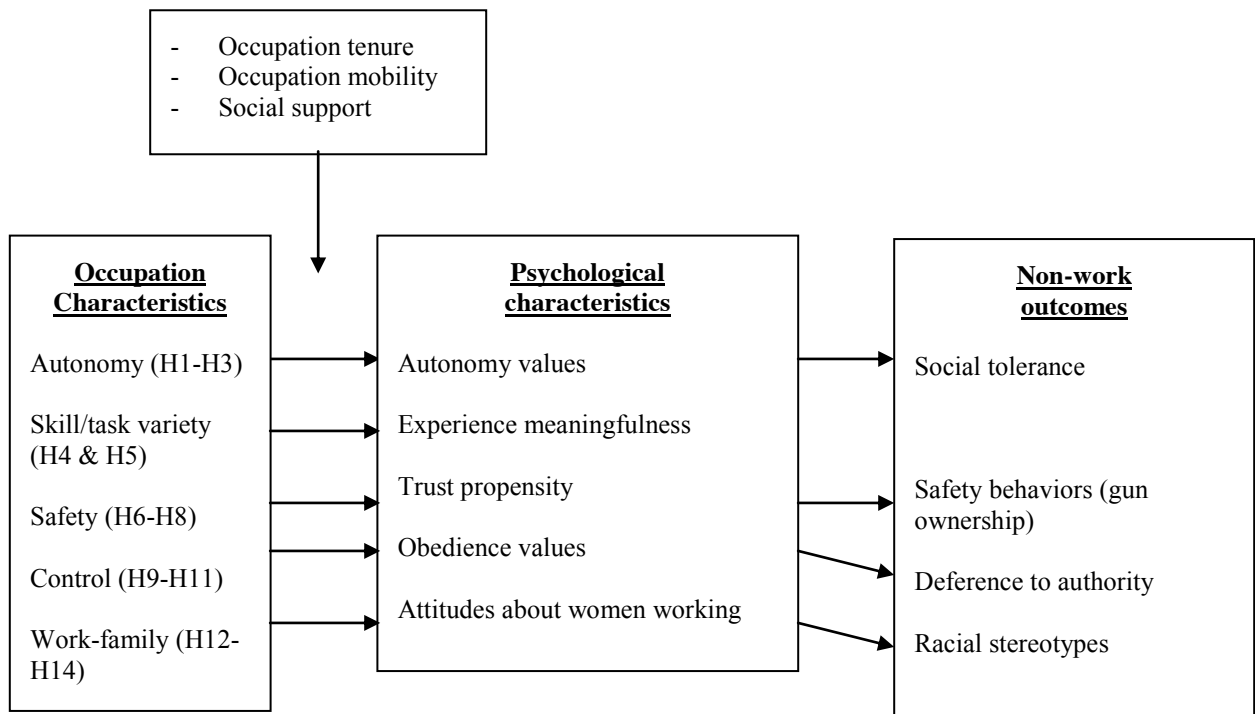 - Occupation tenure
- Occupation mobility
- Social support
Occupation
Characteristics
Autonomy (H1-H3)
Skill/task variety
(H4 & H5)
Safety (H6-H8)
Control (H9-H11)
Work-family (H12-
H14)
Psychological
characteristics
Autonomy values
Experience meaningfulness
Trust propensity
Obedience values
Attitudes about women working
Non-work
outcomes
Social tolerance
Safety behaviors (gun
ownership)
Deference to authority
Racial stereotypes